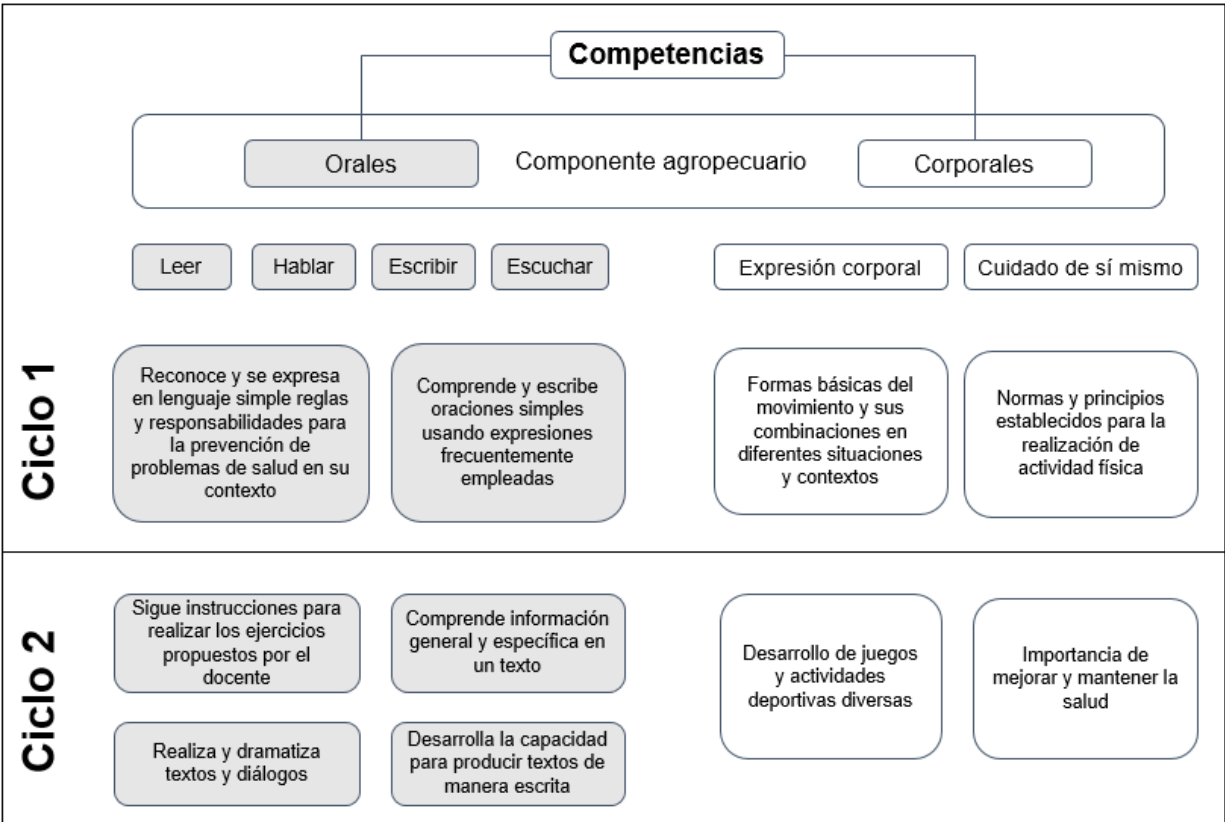 Competencias
Orales
Componente agropecuario
Corporales
Leer
Hablar
Escribir
Escuchar
Expresión corporal
Cuidado de sí mismo
Ciclo 1
Reconoce y se expresa
en lenguaje simple reglas
y responsabilidades para
la prevención de
problemas de salud en su
contexto
Comprende y escribe
oraciones simples
usando expresiones
frecuentemente
empleadas
Formas básicas del
movimiento y sus
combinaciones en
diferentes situaciones
y contextos
Normas y principios
establecidos para la
realización de
actividad física
Ciclo 2
Sigue instrucciones para
realizar los ejercicios
propuestos por el
docente
Comprende información
general y específica en
un texto
Desarrollo de juegos
y actividades
deportivas diversas
Importancia de
mejorar y mantener la
salud
Realiza y dramatiza
textos y diálogos
Desarrolla la capacidad
para producir textos de
manera escrita